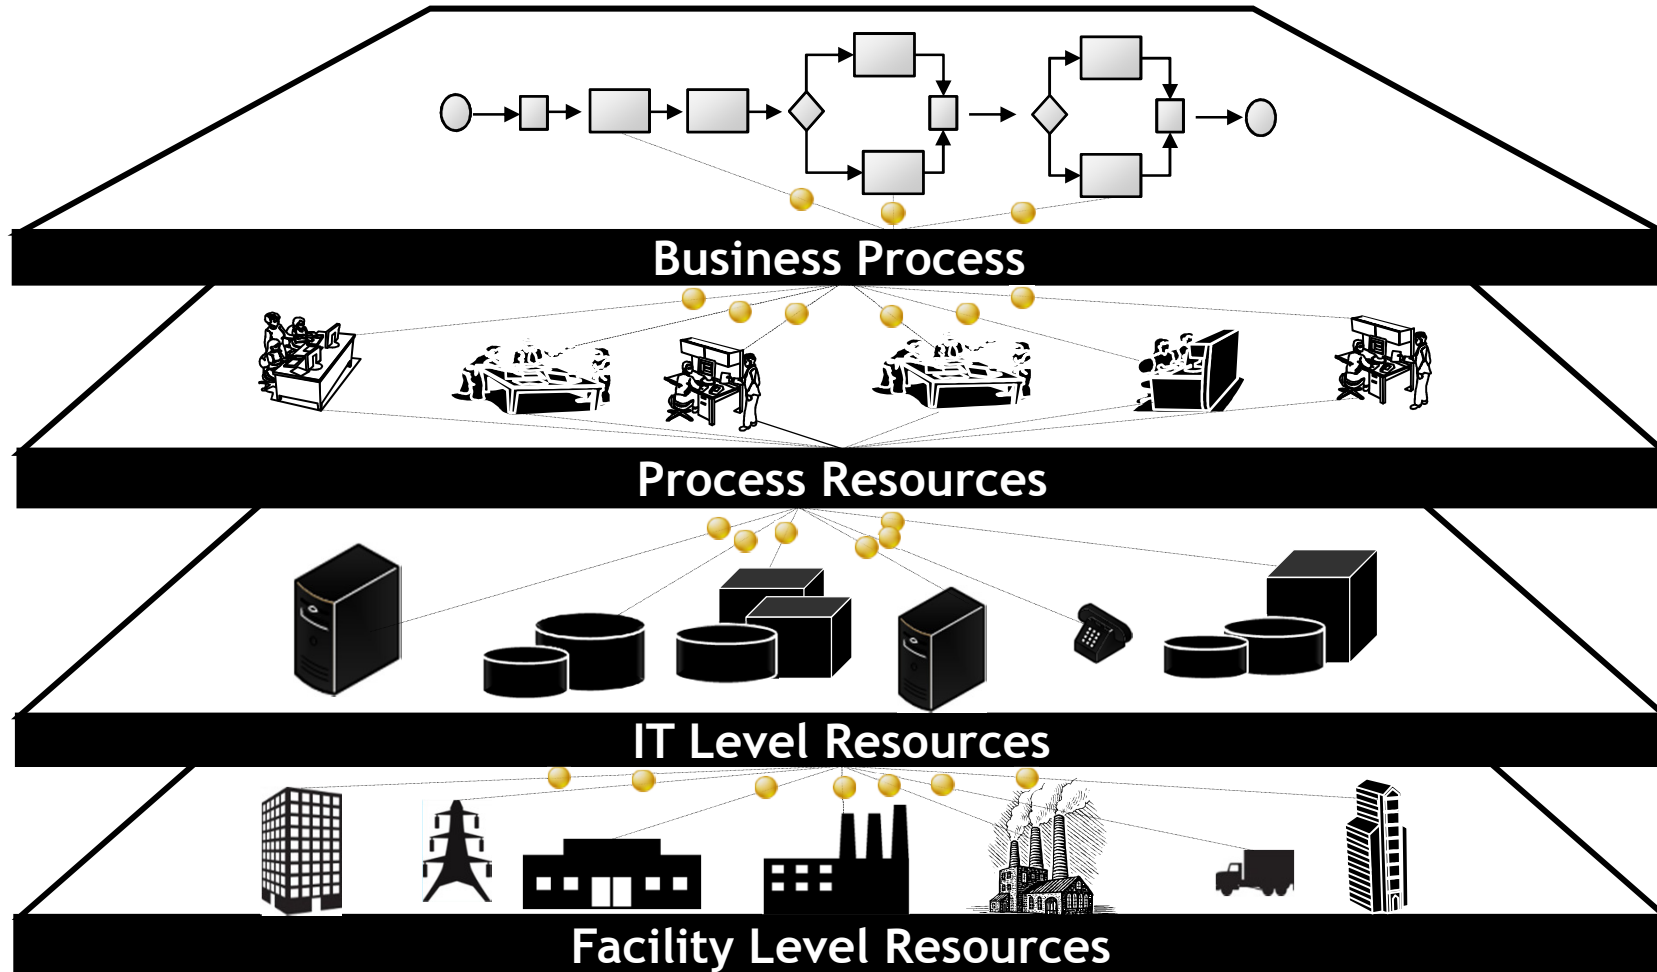 Business Process
Process Resources
IT Level Resources
Facility Level Resources